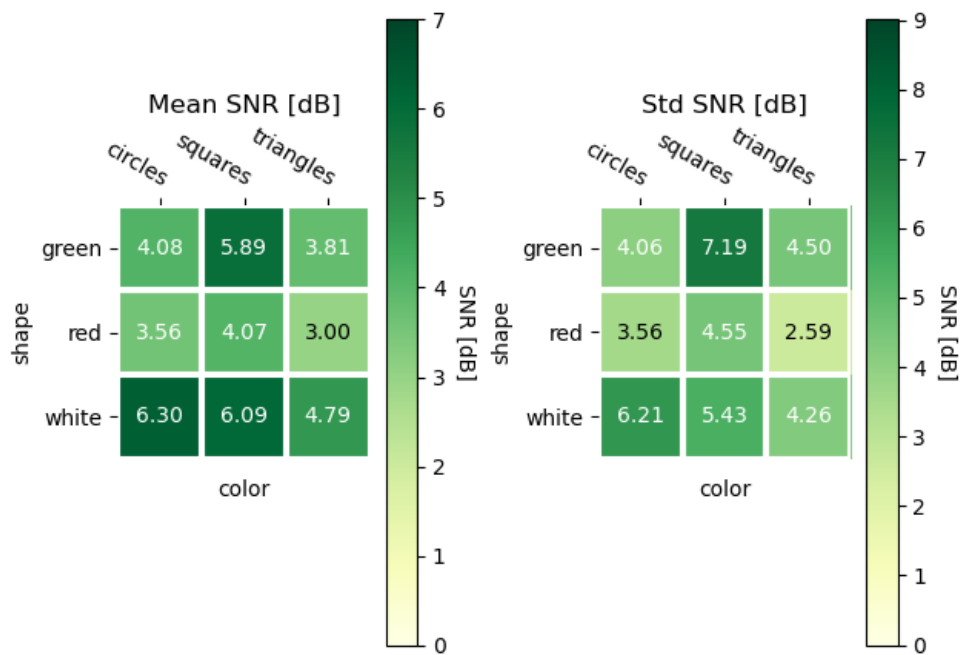 Mean SNR [dB]
circles
squares
triangles
green
4.08 5.89 3.81
red
3.56 4.07 3.00
white
6.30 6.09 4.79
shape
color
7
6
5
4
3
2
1
0
SNR [dB]
Std SNR [dB]
circles
squares
triangles
green
4.06 7.19 4.50
red
3.56 4.55 2.59
white
6.21 5.43 4.26
shape
color
9
8
7
6
5
4
3
2
1
0
SNR [dB]